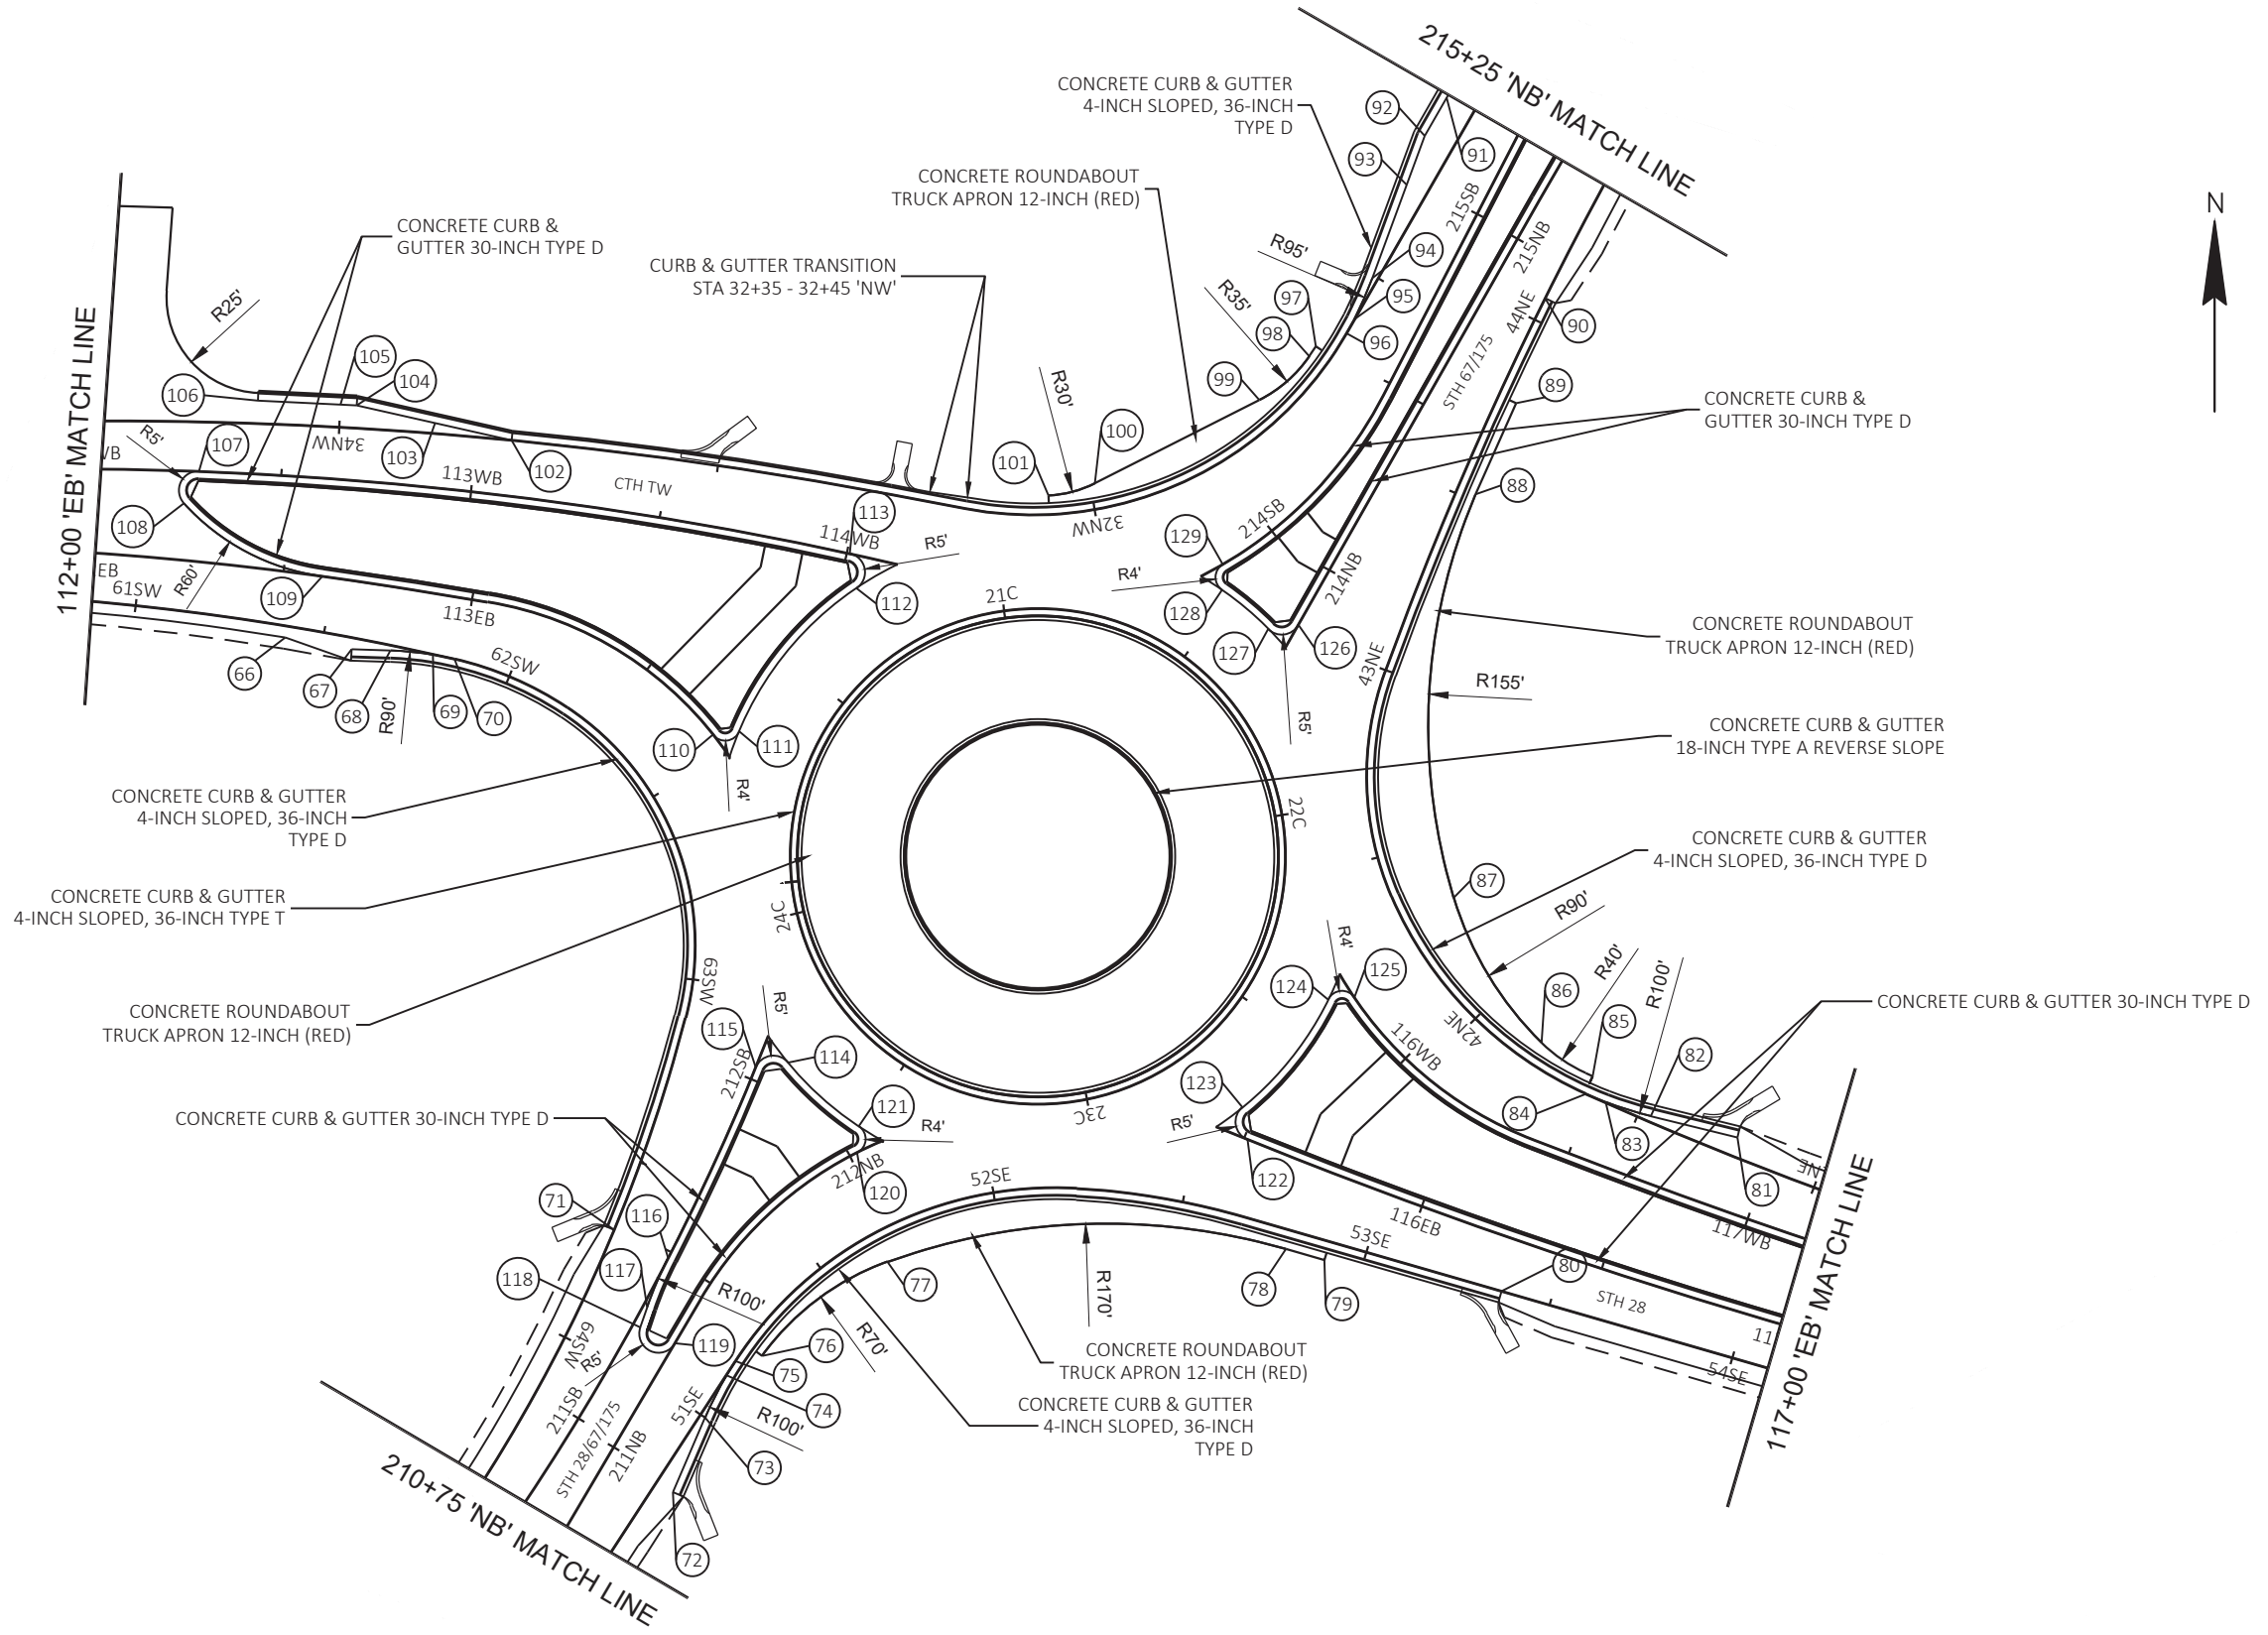 215+25 'NB' MATCH LINE
N
CONCRETE CURB & GUTTER
4-INCH SLOPED, 36-INCH
TYPE D
92
91
93
CONCRETE ROUNDABOUT
TRUCK APRON 12-INCH (RED)
215SB
215NB
CONCRETE CURB &
GUTTER 30-INCH TYPE D
CURB & GUTTER TRANSITION
STA 32+35 - 32+45 'NW'
R95'
94
R35'
97
95
98
96
44NE
90
R25'
112+00 'EB' MATCH LINE
105
104
106
99
R30'
STH 67/175
89
CONCRETE CURB &
GUTTER 30-INCH TYPE D
R5'
107
34NW
103
102
101
100
VB
113WB
CTH TW
88
108
113
32NW
214SB
114WB
129
R5'
R4'
EB
61SW
R60'
109
113EB
112
21C
128
214NB
CONCRETE ROUNDABOUT
TRUCK APRON 12-INCH (RED)
127
126
66
67
68
R90'
69
70
62SW
43NE
R155'
110
111
R4'
R5'
CONCRETE CURB & GUTTER
18-INCH TYPE A REVERSE SLOPE
CONCRETE CURB & GUTTER
4-INCH SLOPED, 36-INCH
TYPE D
22C
CONCRETE CURB & GUTTER
4-INCH SLOPED, 36-INCH TYPE D
CONCRETE CURB & GUTTER
4-INCH SLOPED, 36-INCH TYPE T
24C
87
R90'
CONCRETE ROUNDABOUT
TRUCK APRON 12-INCH (RED)
63SW
R5'
R4'
124
125
86
R40'
R100'
CONCRETE CURB & GUTTER 30-INCH TYPE D
115
114
212SB
85
82
42NE
116WB
123
R5'
CONCRETE CURB & GUTTER 30-INCH TYPE D
121
R4'
23C
84
83
NE
71
116
212NB
120
52SE
122
81
117WB
116EB
53SE
118
117
R100'
77
78
79
80
R170'
STH 28
11
54SE
117+00 'EB' MATCH LINE
64SW
R5'
119
76
R70'
75
CONCRETE ROUNDABOUT
TRUCK APRON 12-INCH (RED)
211SB
STH 28/67/175
211NB
51SE
74
R100'
CONCRETE CURB & GUTTER
4-INCH SLOPED, 36-INCH
TYPE D
73
72
210+75 'NB' MATCH LINE